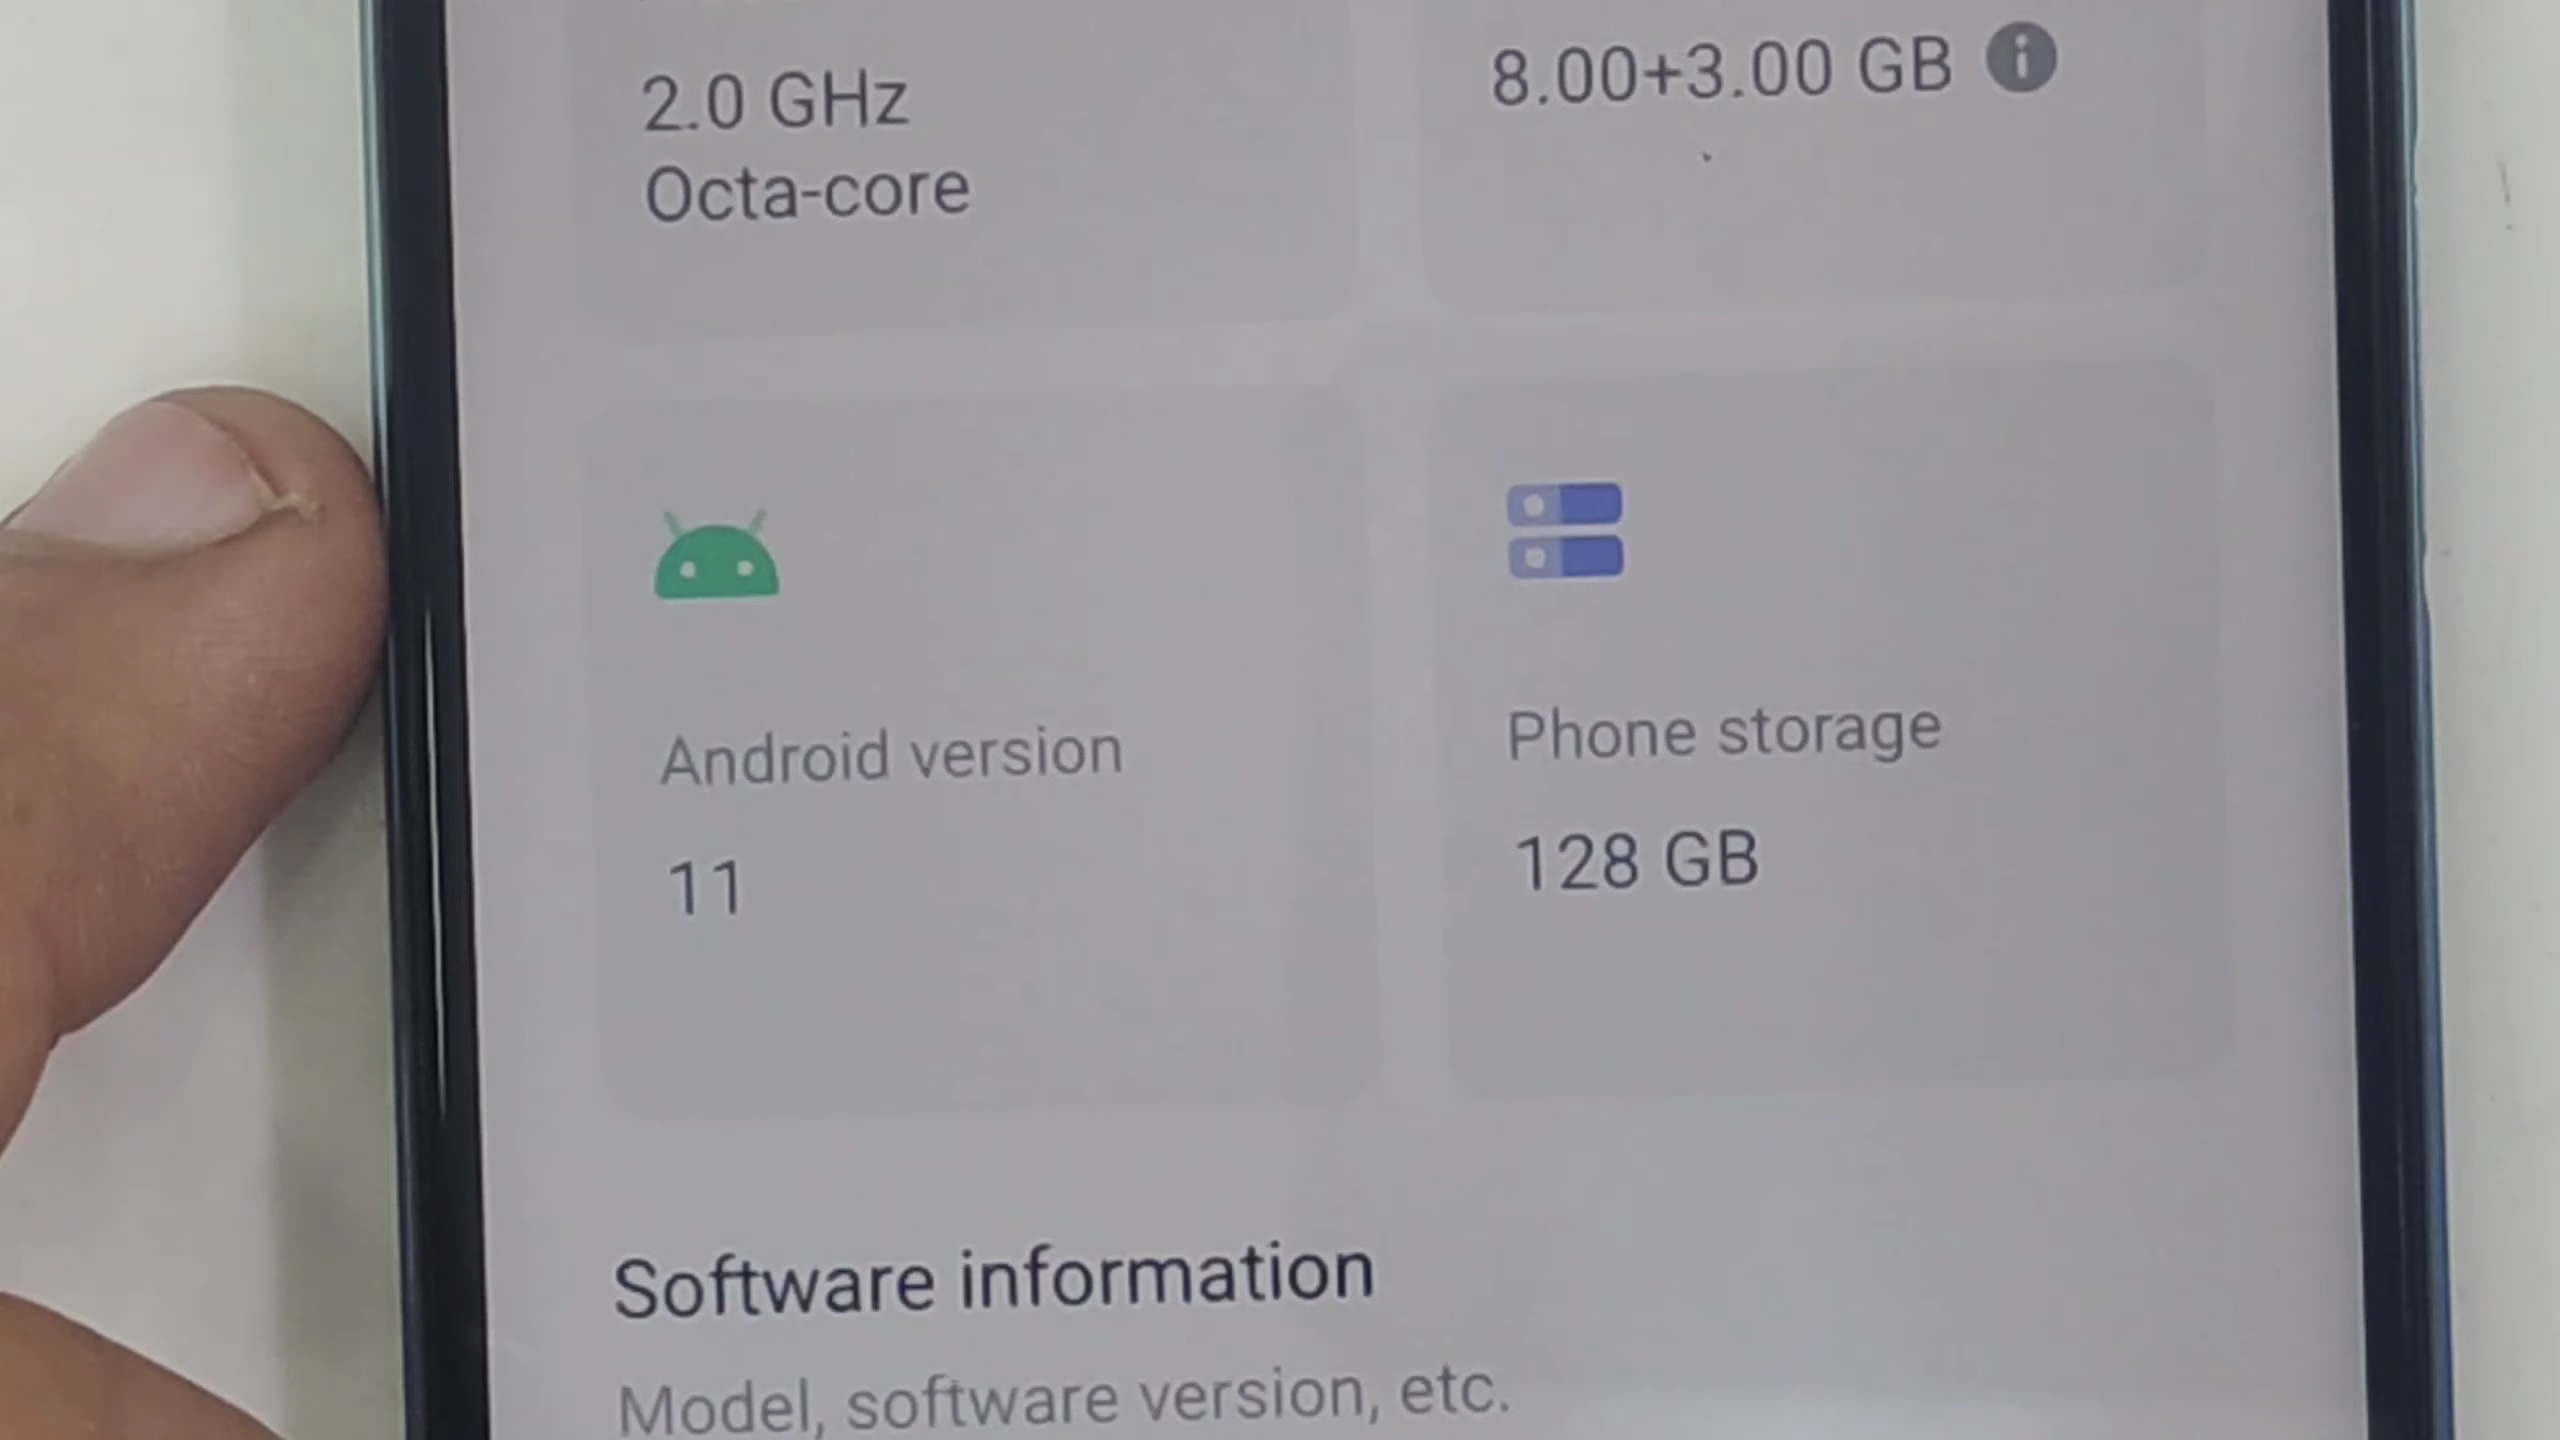 2.0 GHz
Octa-core
8.00+3.00 GB
Android version
11
Phone storage
128 GB
Software information
Model, software version, etc.